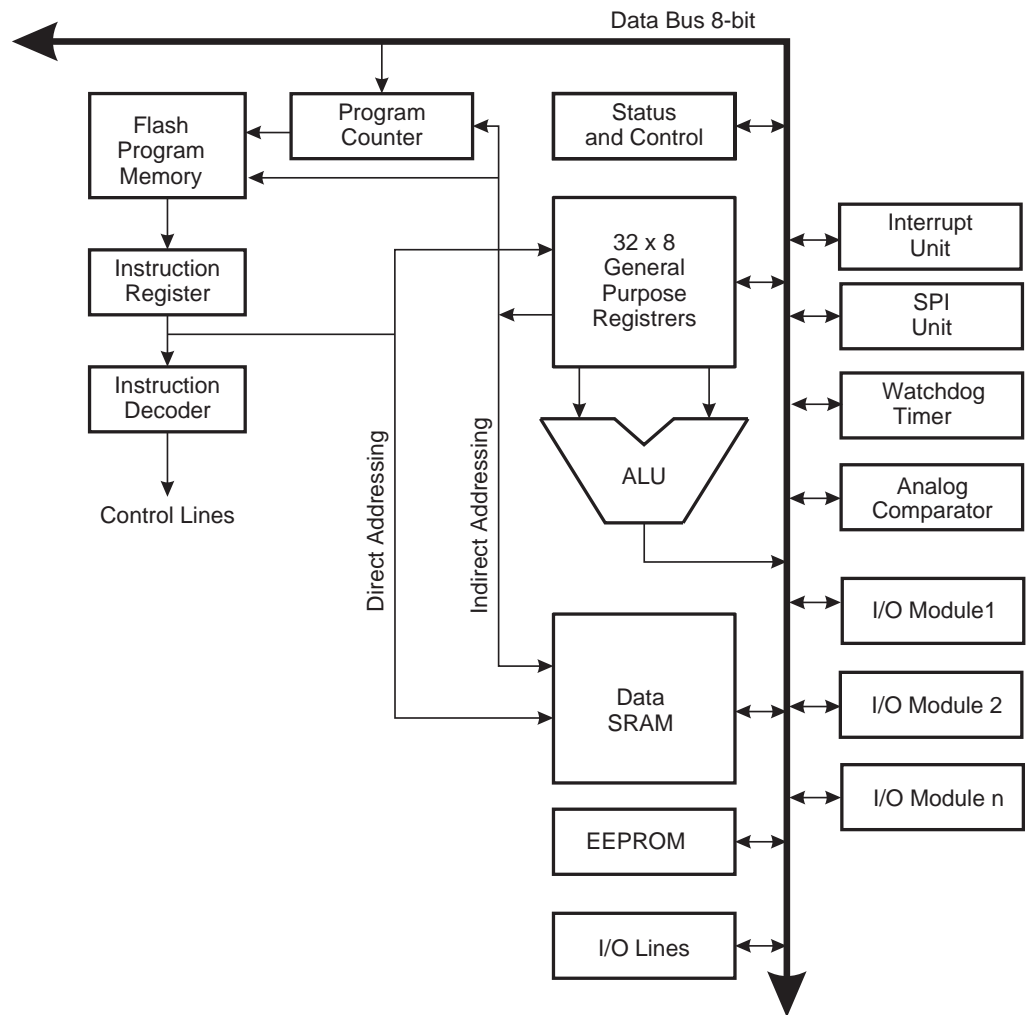 Data Bus 8-bit
Flash
Program
Memory
Program
Counter
Status
and Control
Interrupt
Unit
32 x 8
General
Purpose
Registrers
Instruction
Register
SPI
Unit
Instruction
Decoder
Watchdog
Timer
Direct Addressing
Indirect Addressing
ALU
Analog
Comparator
Control Lines
I/O Module1
Data
SRAM
I/O Module 2
I/O Module n
EEPROM
I/O Lines